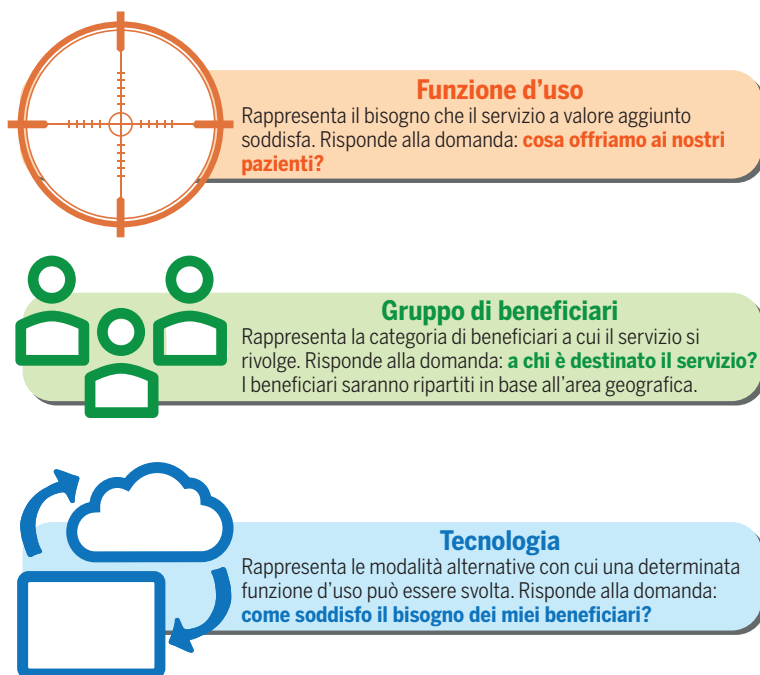 Funzione d’uso
Rappresenta il bisogno che il servizio a valore aggiunto
soddisfa. Risponde alla domanda: cosa offriamo ai nostri
pazienti?
Gruppo di beneficiari
Rappresenta la categoria di beneficiari a cui il servizio si
rivolge. Risponde alla domanda: a chi è destinato il servizio?
I beneficiari saranno ripartiti in base all’area geografica.
Tecnologia
Rappresenta le modalità alternative con cui una determinata
funzione d’uso può essere svolta. Risponde alla domanda:
come soddisfo il bisogno dei miei beneficiari?